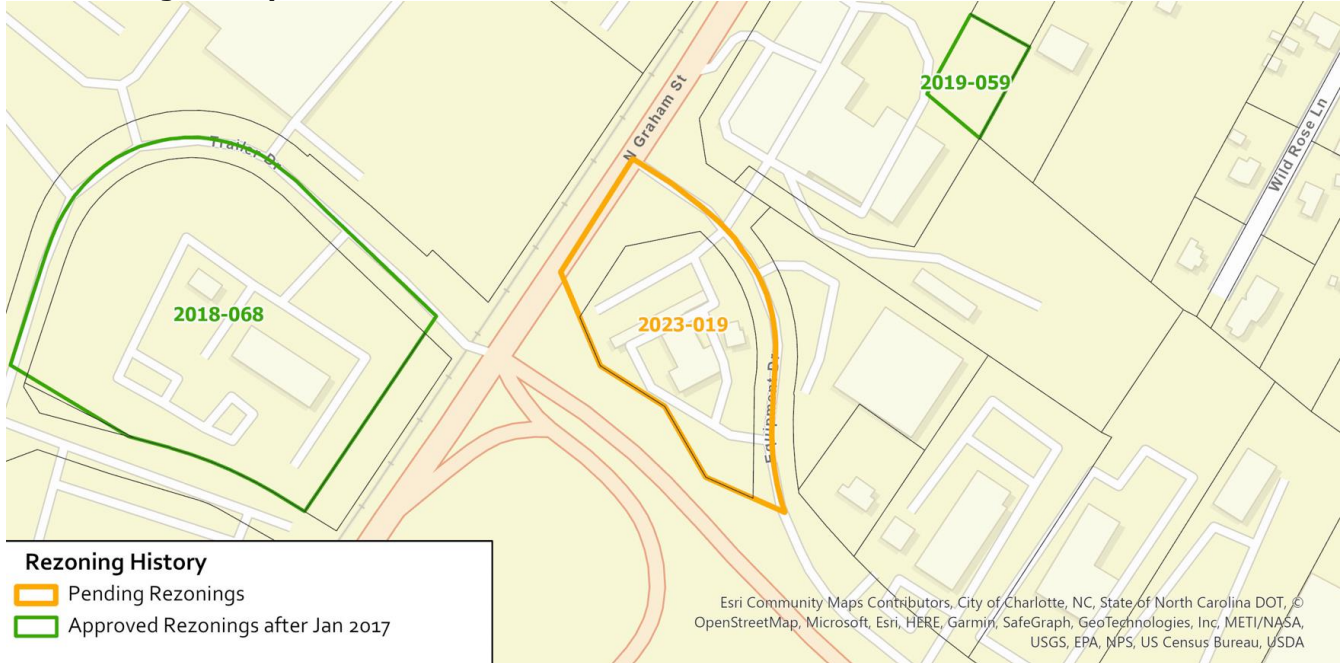 N Graham St
2019-059
Trailer Dr
Wild Rose Ln
2018-068
2023-019
Equipment Dr
Rezoning History
Pending Rezonings
Approved Rezonings after Jan 2017
Esri Community Maps Contributors, City of Charlotte, NC, State of North Carolina DOT, ©
OpenStreetMap, Microsoft, Esri, HERE, Garmin, SafeGraph, GeoTechnologies, Inc, METI/NASA,
USGS, EPA, NPS, US Census Bureau, USDA